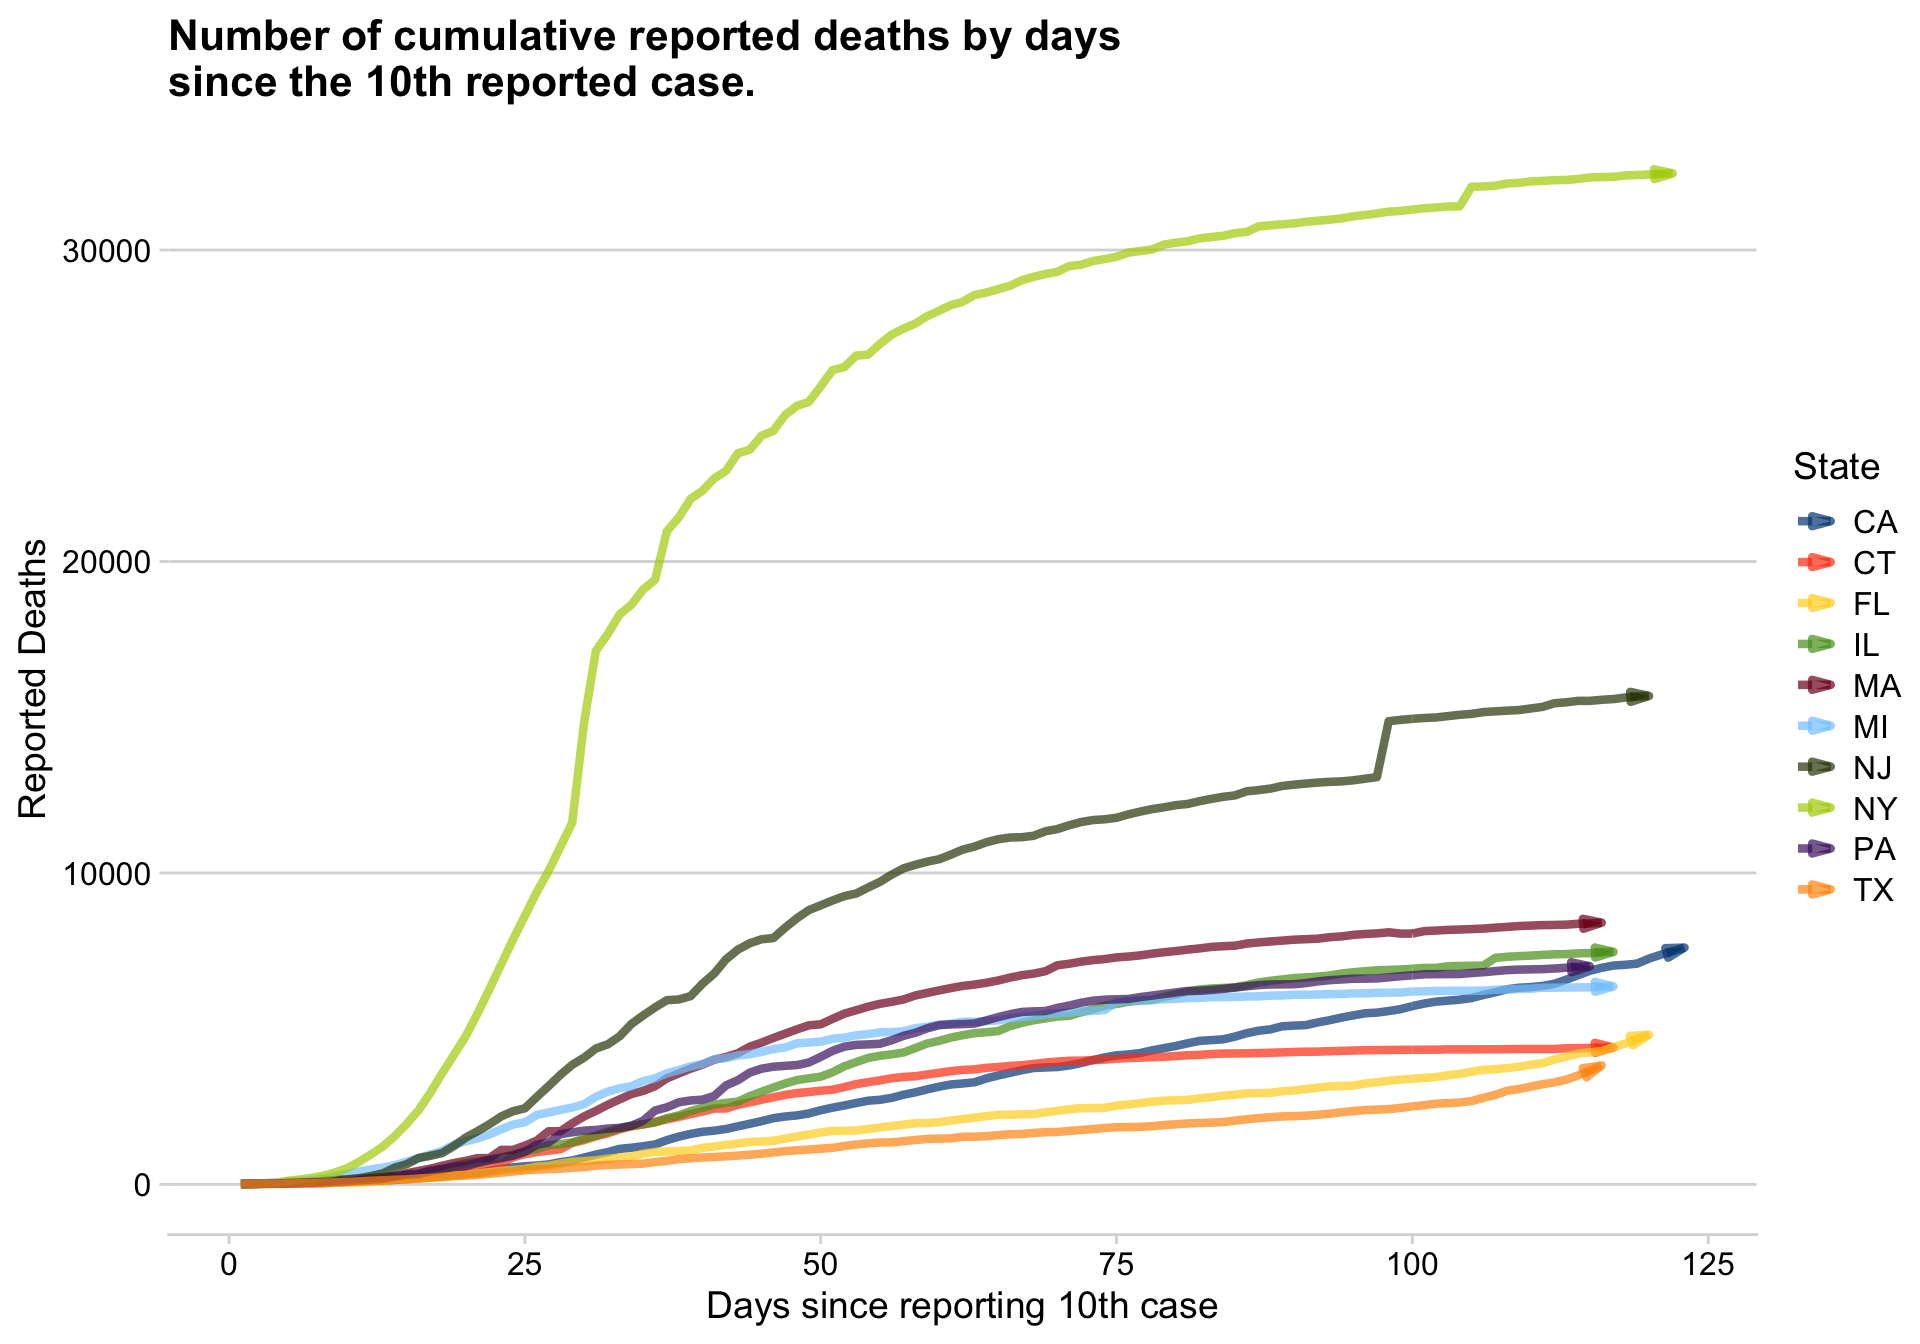 Number of cumulative reported deaths by days
since the 10th reported case.
30000
20000
10000
0
Reported Deaths
0
25
50
75
100
125
Days since reporting 10th case
State
CA
CT
FL
IL
MA
MI
NJ
NY
PA
TX